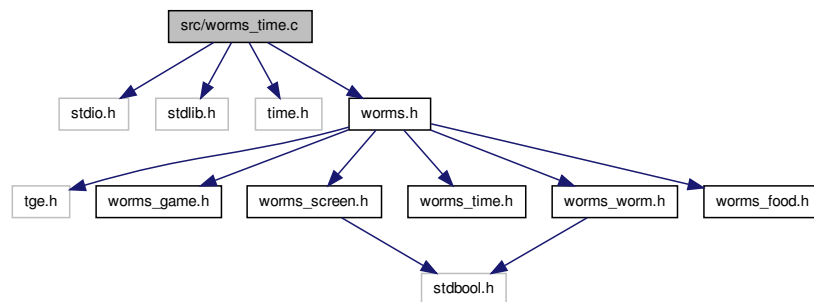 src/worms_time.c
stdio.h
stdlib.h
time.h
worms.h
tge.h
worms_game.h
worms_screen.h
worms_time.h
worms_worm.h
worms_food.h
stdbool.h